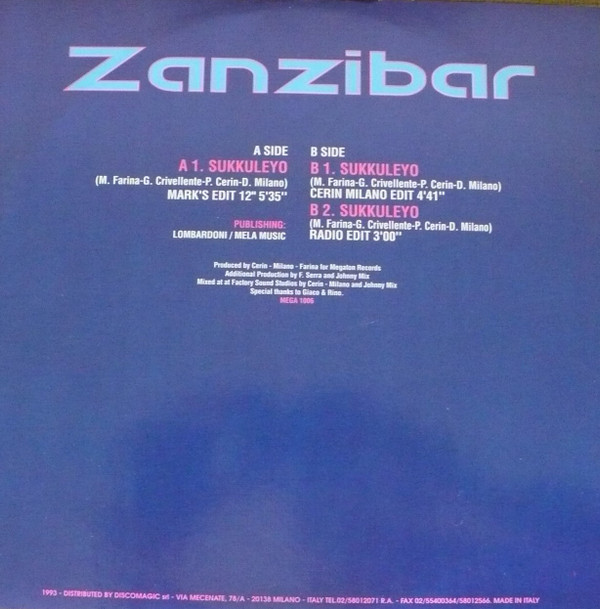 Zanzibar
A SIDE
A 1. SUKKULEYO
(M. Farina-G. Crivellente-P. Cerin-D. Milano)
MARK'S EDIT 12" 5'35"
PUBLISHING:
LOMBARDONI / MELA MUSIC
B SIDE
B 1. SUKKULEYO
(M. Farina-G. Crivellente-P. Cerin-D. Milano)
CERIN MILANO EDIT 4'41"
B 2. SUKKULEYO
(M. Farina-G. Crivellente-P. Cerin-D. Milano)
RADIO EDIT 3'00"
Produced by Cerin - Milano - Farina for Megaton Records
Additional Production by F. Serra and Johnny Mix
Mixed at at Factory Sound Studios by Cerin - Milano and Johnny Mix
Special thanks to Giaco & Rino.
MEGA 1006
1993 - DISTRIBUTED BY DISCOMAGIC srl - VIA MECENATE, 78/A - 20138 MILANO - ITALY TEL.02/58012071 R.A. - FAX 02/55400364/58012566. MADE IN ITALY